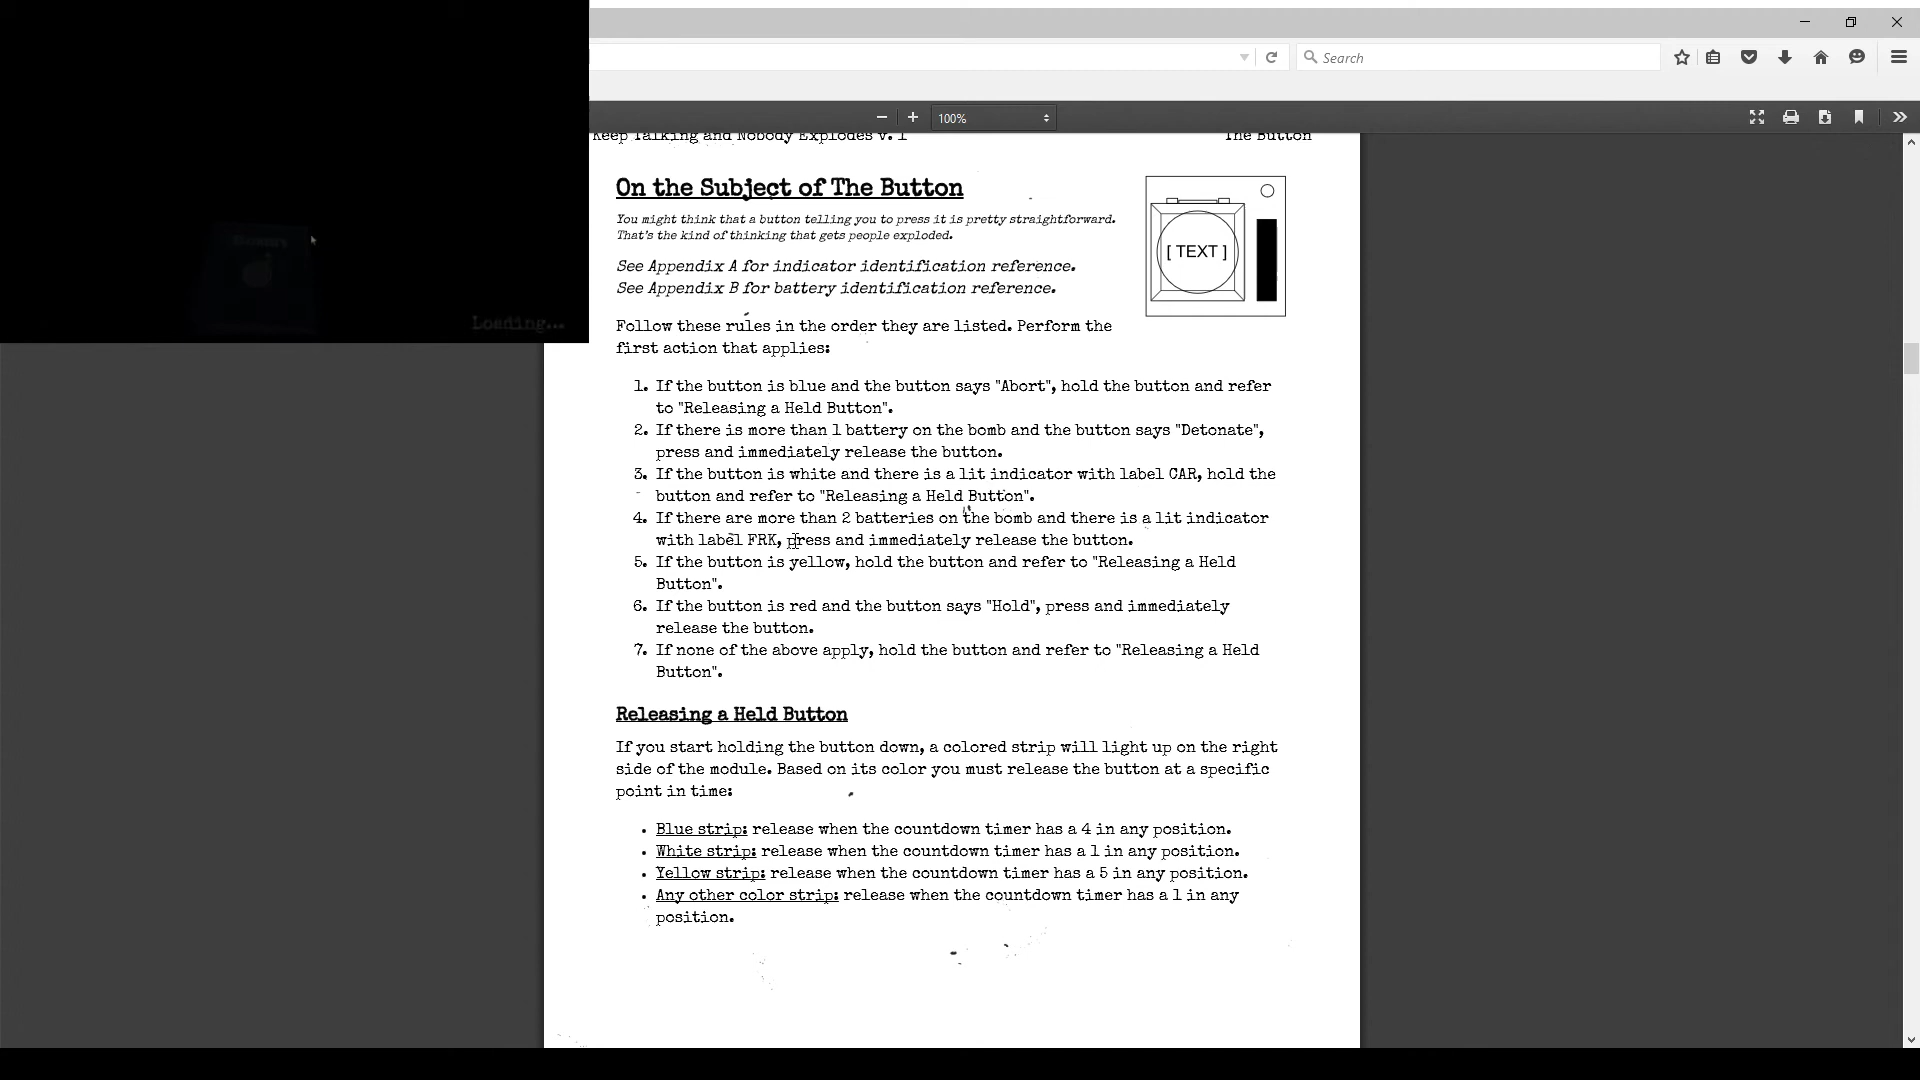 Search
100%
Keep Talking and Nobody Explodes v. 1
The Button
On the Subject of The Button
You might think that a button telling you to press it is pretty straightforward.
That's the kind of thinking that gets people exploded.
See Appendix A for indicator identification reference.
See Appendix B for battery identification reference.
[ TEXT ]
Follow these rules in the order they are listed. Perform the
first action that applies:
1. If the button is blue and the button says "Abort", hold the button and refer
to "Releasing a Held Button".
2. If there is more than 1 battery on the bomb and the button says "Detonate",
press and immediately release the button.
3. If the button is white and there is a lit indicator with label CAR, hold the
button and refer to "Releasing a Held Button".
4. If there are more than 2 batteries on the bomb and there is a lit indicator
with label FRK, press and immediately release the button.
5. If the button is yellow, hold the button and refer to "Releasing a Held
Button".
6. If the button is red and the button says "Hold", press and immediately
release the button.
7. If none of the above apply, hold the button and refer to "Releasing a Held
Button".
Releasing a Held Button
If you start holding the button down, a colored strip will light up on the right
side of the module. Based on its color you must release the button at a specific
point in time:
• Blue strip: release when the countdown timer has a 4 in any position.
• White strip: release when the countdown timer has a 1 in any position.
• Yellow strip: release when the countdown timer has a 5 in any position.
• Any other color strip: release when the countdown timer has a 1 in any
position.
Loading...